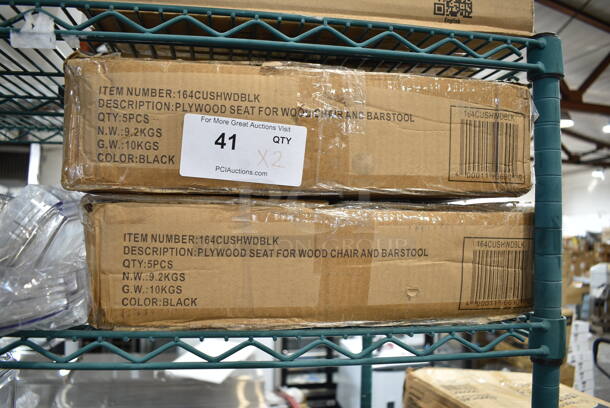 ITEM NUMBER:164CUSHWDBLK
DESCRIPTION:PLYWOOD SEAT FOR WOOD CHAIR AND BARSTOOL
QTY:5PCS
N.W.:9.2KGS
G.W.:10KGS
COLOR:BLACK
For More Great Auctions Visit
41 QTY
X2
PCIAuctions.com
164CUSHWDBLK
ITEM NUMBER:164CUSHWDBLK
DESCRIPTION:PLYWOOD SEAT FOR WOOD CHAIR AND BARSTOOL
QTY:5PCS
N.W.:9.2KGS
G.W.:10KGS
COLOR:BLACK
164CUSHWDBLK